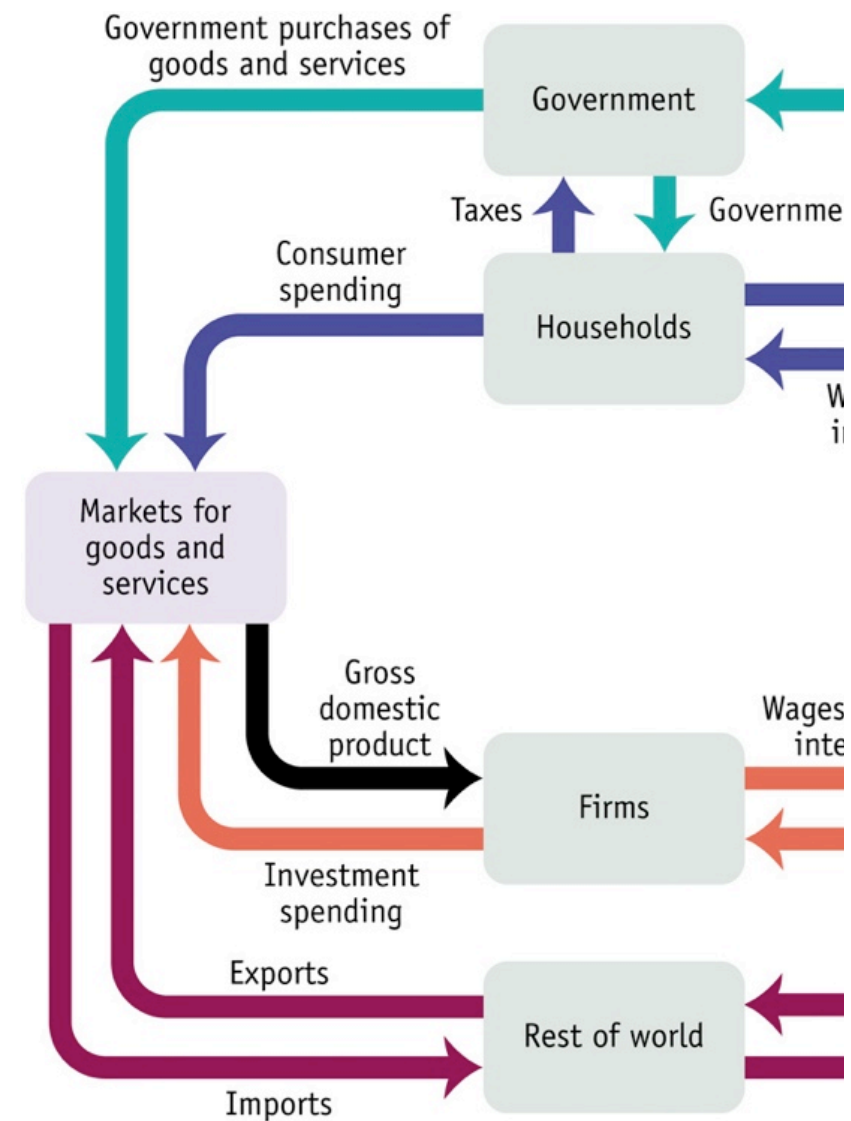 Government purchases of
goods and services
Government
Taxes
Consumer
spending
Households
Markets for
goods and
services
Gross
domestic
product
Wages
Firms
Investment
spending
Exports
Rest of world
Imports